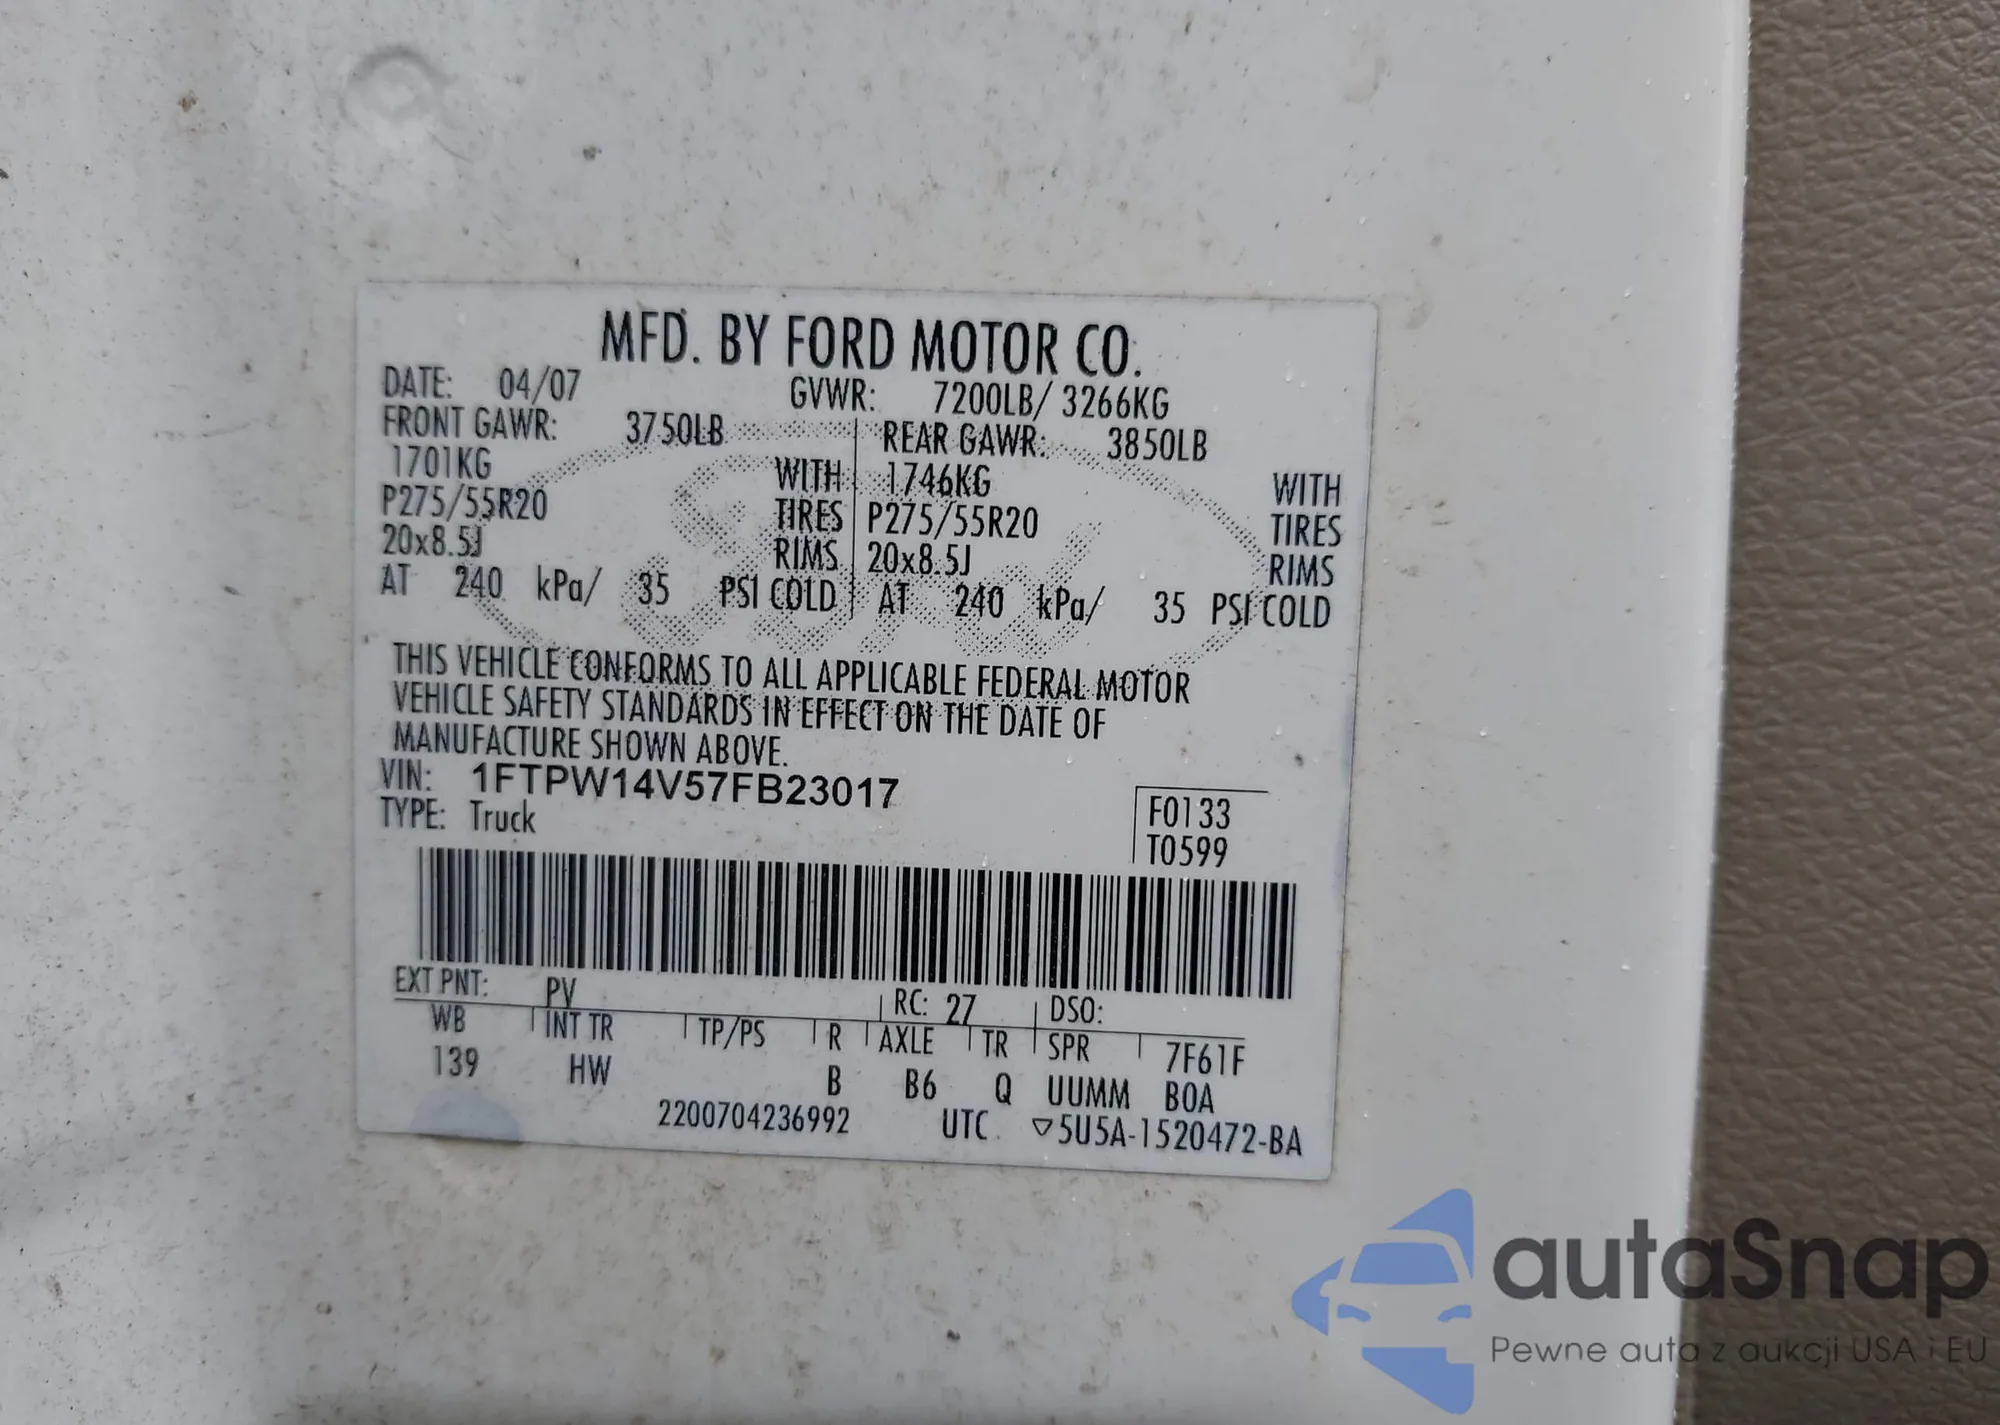 MFD. BY FORD MOTOR CO.
DATE: 04/07 GVWR: 7200LB/ 3266KG
FRONT GAWR: 3750LB REAR GAWR: 3850LB
1701KG WITH 1746KG WITH
P275/55R20 TIRES P275/55R20 TIRES
20x8.5J RIMS 20x8.5J RIMS
AT 240 kPa/ 35 PSI COLD AT 240 kPa/ 35 PSI COLD
THIS VEHICLE CONFORMS TO ALL APPLICABLE FEDERAL MOTOR
VEHICLE SAFETY STANDARDS IN EFFECT ON THE DATE OF
MANUFACTURE SHOWN ABOVE.
VIN: 1FTPW14V57FB23017
TYPE: Truck
F0133
T0599
EXT PNT: PV RC: 27 DSO:
WB INT TR TP/PS R AXLE TR SPR 7F61F
139 HW B B6 Q UUMM BOA
2200704236992 UTC ▽5U5A-1520472-BA
autaSnap
Pewne auta z aukcji USA i EU